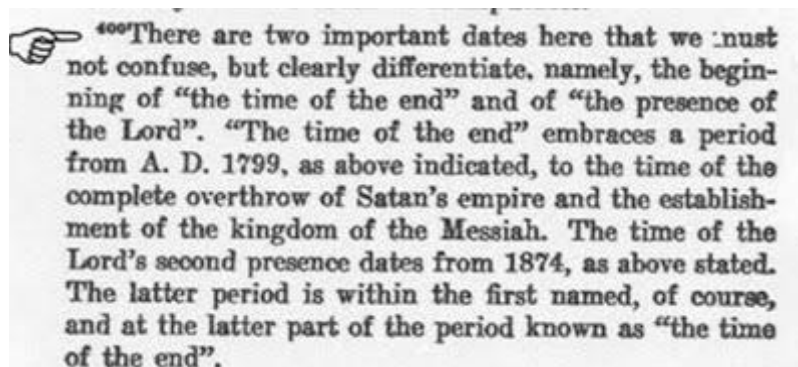 ⁴⁰⁰There are two important dates here that we must
not confuse, but clearly differentiate, namely, the begin-
ning of “the time of the end” and of “the presence of
the Lord”. “The time of the end” embraces a period
from A. D. 1799, as above indicated, to the time of the
complete overthrow of Satan’s empire and the establish-
ment of the kingdom of the Messiah. The time of the
Lord’s second presence dates from 1874, as above stated.
The latter period is within the first named, of course,
and at the latter part of the period known as “the time
of the end”.